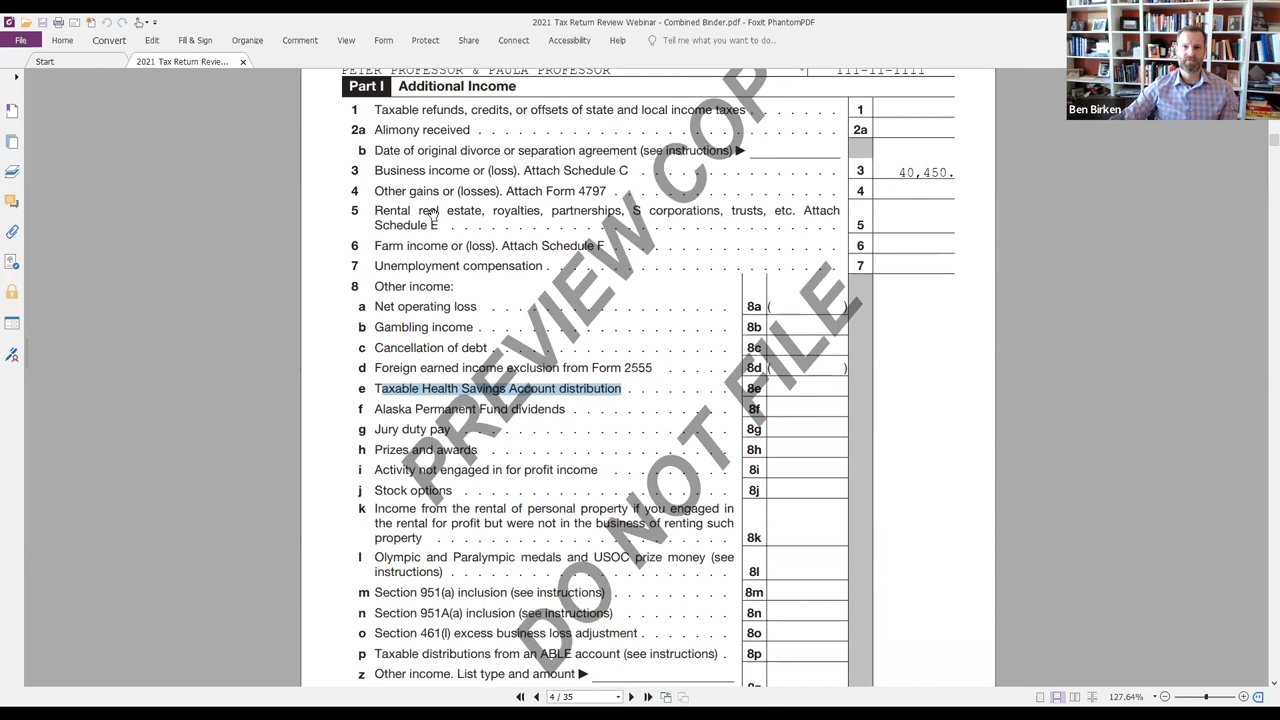 2021 Tax Return Review Webinar - Combined Binder.pdf - Foxit PhantomPDF
File Home Convert Edit Fill & Sign Organize Comment View Form Protect Share Connect Accessibility Help Tell me what you want to do...
Start 2021 Tax Return Revie...
Ben Birken
PETER PROFESSOR & PAULA PROFESSOR 111-11-1111
Part I Additional Income
1 Taxable refunds, credits, or offsets of state and local income taxes 1
2a Alimony received 2a
b Date of original divorce or separation agreement (see instructions) ▶
3 Business income or (loss). Attach Schedule C 3 40,450.
4 Other gains or (losses). Attach Form 4797 4
5 Rental real estate, royalties, partnerships, S corporations, trusts, etc. Attach
Schedule E 5
6 Farm income or (loss). Attach Schedule F 6
7 Unemployment compensation 7
8 Other income:
a Net operating loss 8a ( )
b Gambling income 8b
c Cancellation of debt 8c
d Foreign earned income exclusion from Form 2555 8d ( )
e Taxable Health Savings Account distribution 8e
f Alaska Permanent Fund dividends 8f
g Jury duty pay 8g
h Prizes and awards 8h
i Activity not engaged in for profit income 8i
j Stock options 8j
k Income from the rental of personal property if you engaged in
the rental for profit but were not in the business of renting such
property 8k
l Olympic and Paralympic medals and USOC prize money (see
instructions) 8l
m Section 951(a) inclusion (see instructions) 8m
n Section 951A(a) inclusion (see instructions) 8n
o Section 461(l) excess business loss adjustment 8o
p Taxable distributions from an ABLE account (see instructions) 8p
z Other income. List type and amount ▶
PREVIEW COPY
DO NOT FILE
4 / 35
127.64%